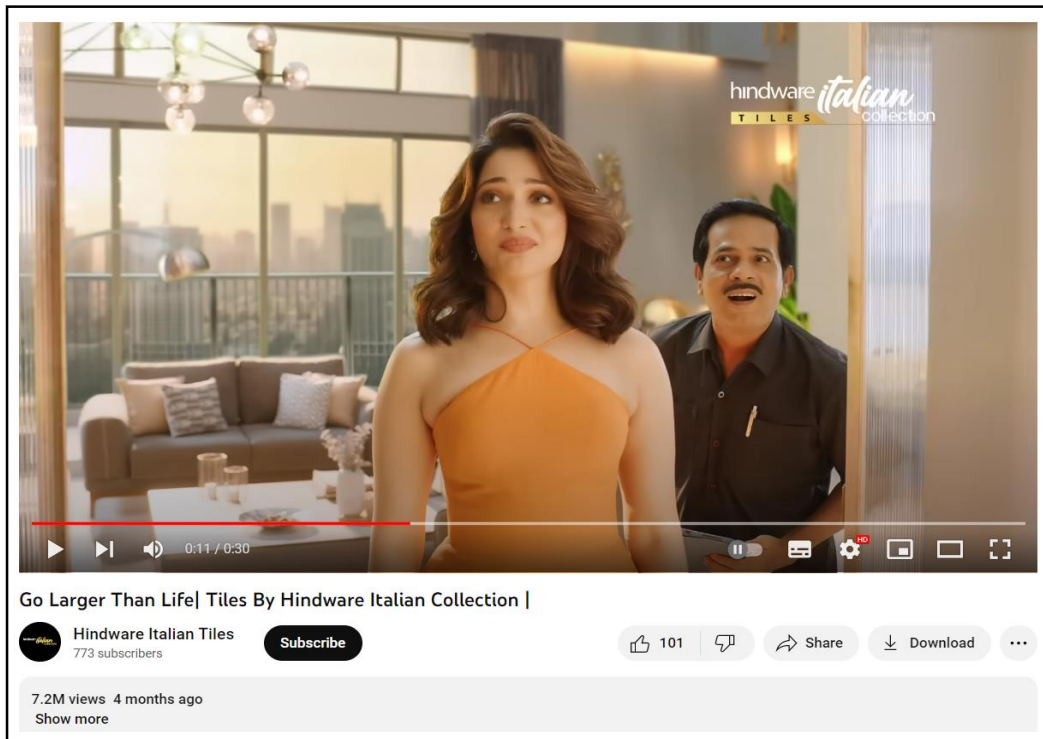 hindware italian
TILES collection
0:11 / 0:30
HD
Go Larger Than Life| Tiles By Hindware Italian Collection |
Hindware Italian Tiles
773 subscribers
Subscribe
101
Share
Download
7.2M views 4 months ago
Show more